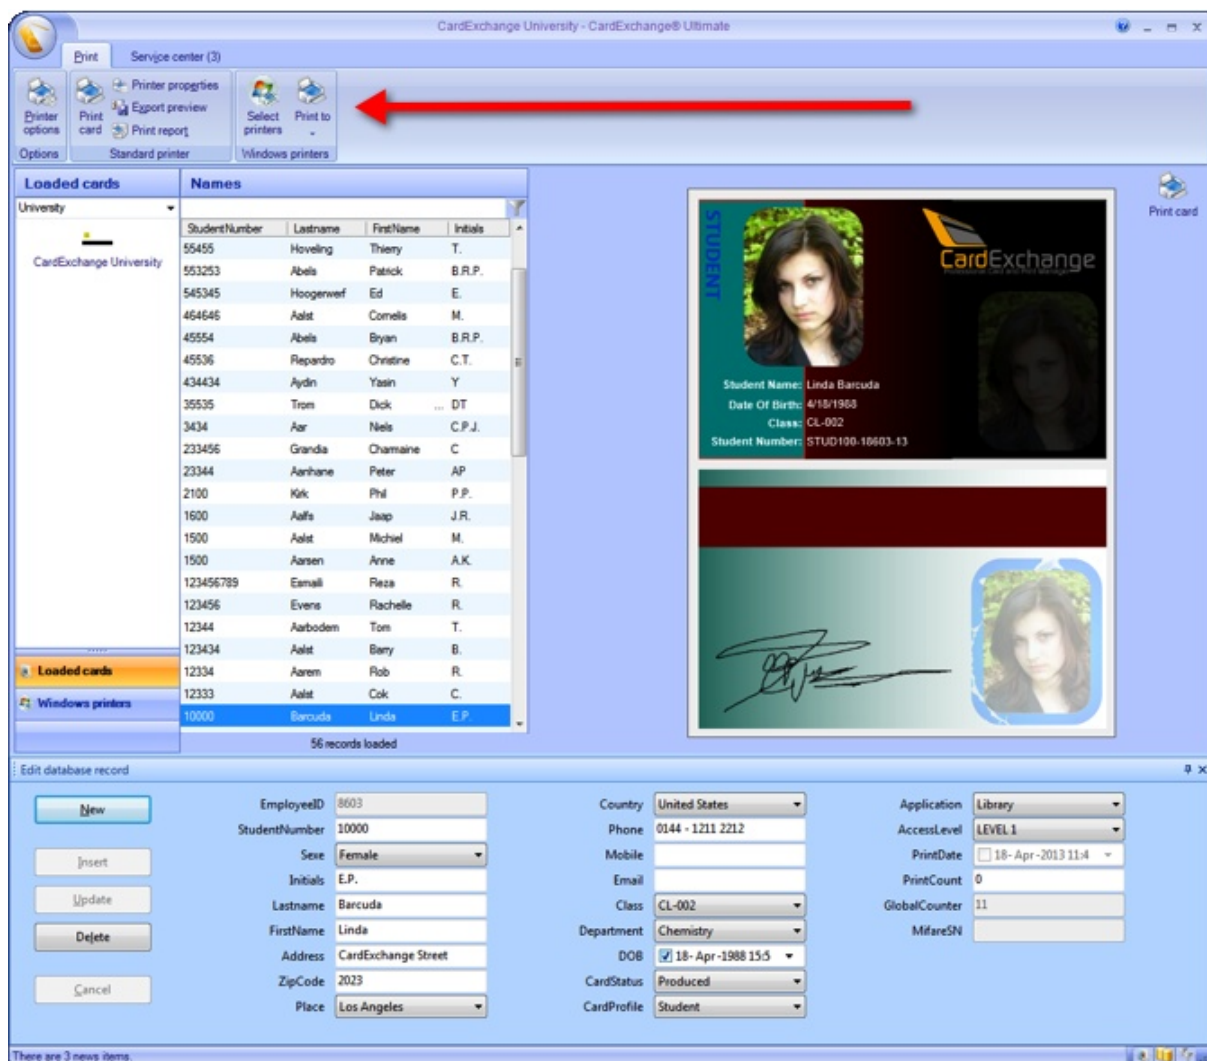 CardExchange University - CardExchange® Ultimate
Print Service center (3)
Printer options
Print card
Printer properties
Export preview
Print report
Select printers
Print to
Options Standard printer Windows printers
Loaded cards Names
University
CardExchange University
StudentNumber Lastname FirstName Initials
55455 Hoveling Thierry T.
553253 Abels Patrick B.R.P.
545345 Hoogerwerf Ed E.
464646 Aalst Cornelis M.
45554 Abels Bryan B.R.P.
45536 Repardro Christine C.T.
434434 Aydin Yasin Y
35535 Trom Dick ... DT
3434 Aar Niels C.P.J.
233456 Grandia Charmaine C
23344 Aanhane Peter AP
2100 Kirk Phil P.P.
1600 Aalfs Jaap J.R.
1500 Aalst Michiel M.
1500 Aarsen Anne A.K.
123456789 Esmaili Reza R.
123456 Evens Rachelle R.
12344 Aarbodem Tom T.
123434 Aalst Barry B.
12334 Aarem Rob R.
12333 Aalst Cok C.
10000 Barcuda Linda E.P.
56 records loaded
Loaded cards
Windows printers
Print card
STUDENT
CardExchange
Professional Card and Print Manager
Student Name: Linda Barcuda
Date Of Birth: 4/18/1988
Class: CL-002
Student Number: STUD100-18603-13
Edit database record
New
Insert
Update
Delete
Cancel
EmployeeID 8603
StudentNumber 10000
Sexe Female
Initials E.P.
Lastname Barcuda
FirstName Linda
Address CardExchange Street
ZipCode 2023
Place Los Angeles
Country United States
Phone 0144 - 1211 2212
Mobile
Email
Class CL-002
Department Chemistry
DOB 18- Apr -1988 15:5
CardStatus Produced
CardProfile Student
Application Library
AccessLevel LEVEL 1
PrintDate 18- Apr -2013 11:4
PrintCount 0
GlobalCounter 11
MifareSN
There are 3 news items.